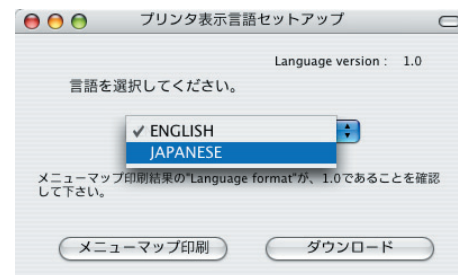 プリンタ表示言語セットアップ
Language version : 1.0
言語を選択してください。
✓ ENGLISH
JAPANESE
メニューマップ印刷結果の"Language format"が、1.0であることを確認
して下さい。
メニューマップ印刷 ダウンロード